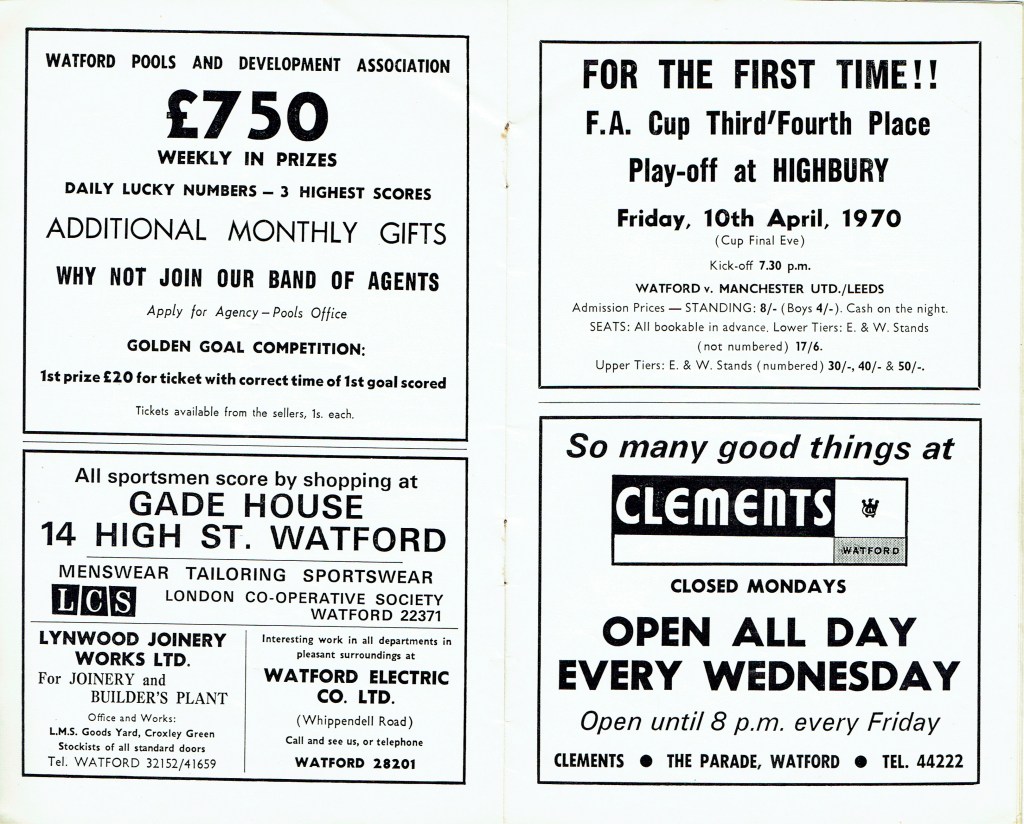 WATFORD POOLS AND DEVELOPMENT ASSOCIATION
£750
WEEKLY IN PRIZES
DAILY LUCKY NUMBERS – 3 HIGHEST SCORES
ADDITIONAL MONTHLY GIFTS
WHY NOT JOIN OUR BAND OF AGENTS
Apply for Agency – Pools Office
GOLDEN GOAL COMPETITION:
1st prize £20 for ticket with correct time of 1st goal scored
Tickets available from the sellers, 1s. each.
All sportsmen score by shopping at
GADE HOUSE
14 HIGH ST. WATFORD
MENSWEAR TAILORING SPORTSWEAR
LCS
LONDON CO-OPERATIVE SOCIETY
WATFORD 22371
LYNWOOD JOINERY
WORKS LTD.
For JOINERY and
BUILDER'S PLANT
Office and Works:
L.M.S. Goods Yard, Croxley Green
Stockists of all standard doors
Tel. WATFORD 32152/41659
Interesting work in all departments in
pleasant surroundings at
WATFORD ELECTRIC
CO. LTD.
(Whippendell Road)
Call and see us, or telephone
WATFORD 28201
FOR THE FIRST TIME!!
F.A. Cup Third'Fourth Place
Play-off at HIGHBURY
Friday, 10th April, 1970
(Cup Final Eve)
Kick-off 7.30 p.m.
WATFORD v. MANCHESTER UTD./LEEDS
Admission Prices — STANDING: 8/- (Boys 4/-). Cash on the night.
SEATS: All bookable in advance. Lower Tiers: E. & W. Stands
(not numbered) 17/6.
Upper Tiers: E. & W. Stands (numbered) 30/-, 40/- & 50/-.
So many good things at
CLEMENTS
WATFORD
CLOSED MONDAYS
OPEN ALL DAY
EVERY WEDNESDAY
Open until 8 p.m. every Friday
CLEMENTS ● THE PARADE, WATFORD ● TEL. 44222